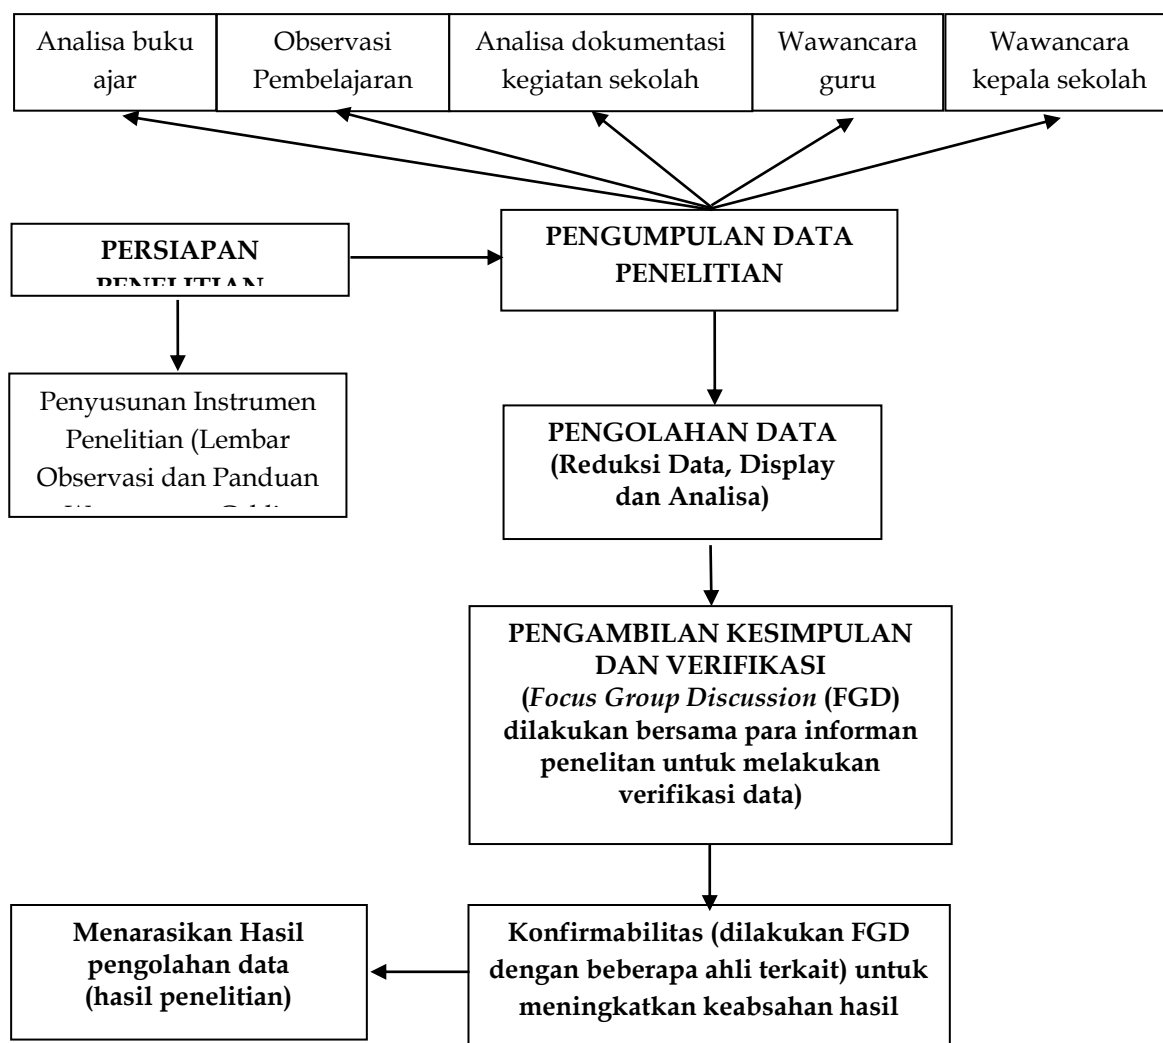 Analisa buku
ajar
Observasi
Pembelajaran
Analisa dokumentasi
kegiatan sekolah
Wawancara
guru
Wawancara
kepala sekolah
PERSIAPAN
PENELITIAN
PENGUMPULAN DATA
PENELITIAN
Penyusunan Instrumen
Penelitian (Lembar
Observasi dan Panduan
PENGOLAHAN DATA
(Reduksi Data, Display
dan Analisa)
PENGAMBILAN KESIMPULAN
DAN VERIFIKASI
(Focus Group Discussion (FGD)
dilakukan bersama para informan
penelitan untuk melakukan
verifikasi data)
Menarasikan Hasil
pengolahan data
(hasil penelitian)
Konfirmabilitas (dilakukan FGD
dengan beberapa ahli terkait) untuk
meningkatkan keabsahan hasil